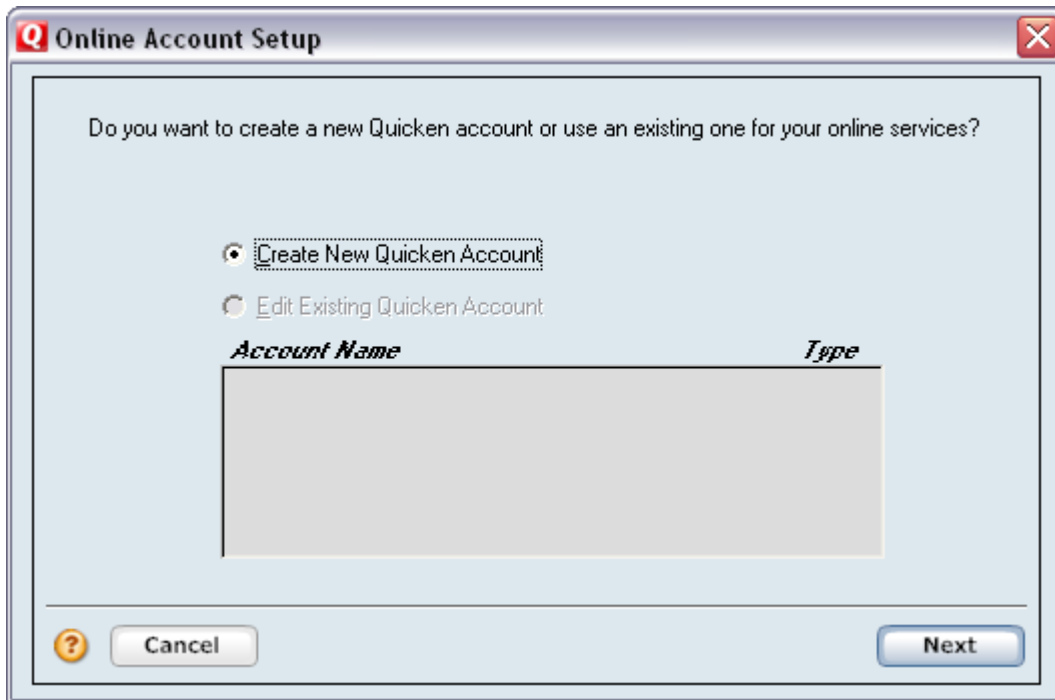 Online Account Setup
Do you want to create a new Quicken account or use an existing one for your online services?
Create New Quicken Account
Edit Existing Quicken Account
Account Name Type
? Cancel Next